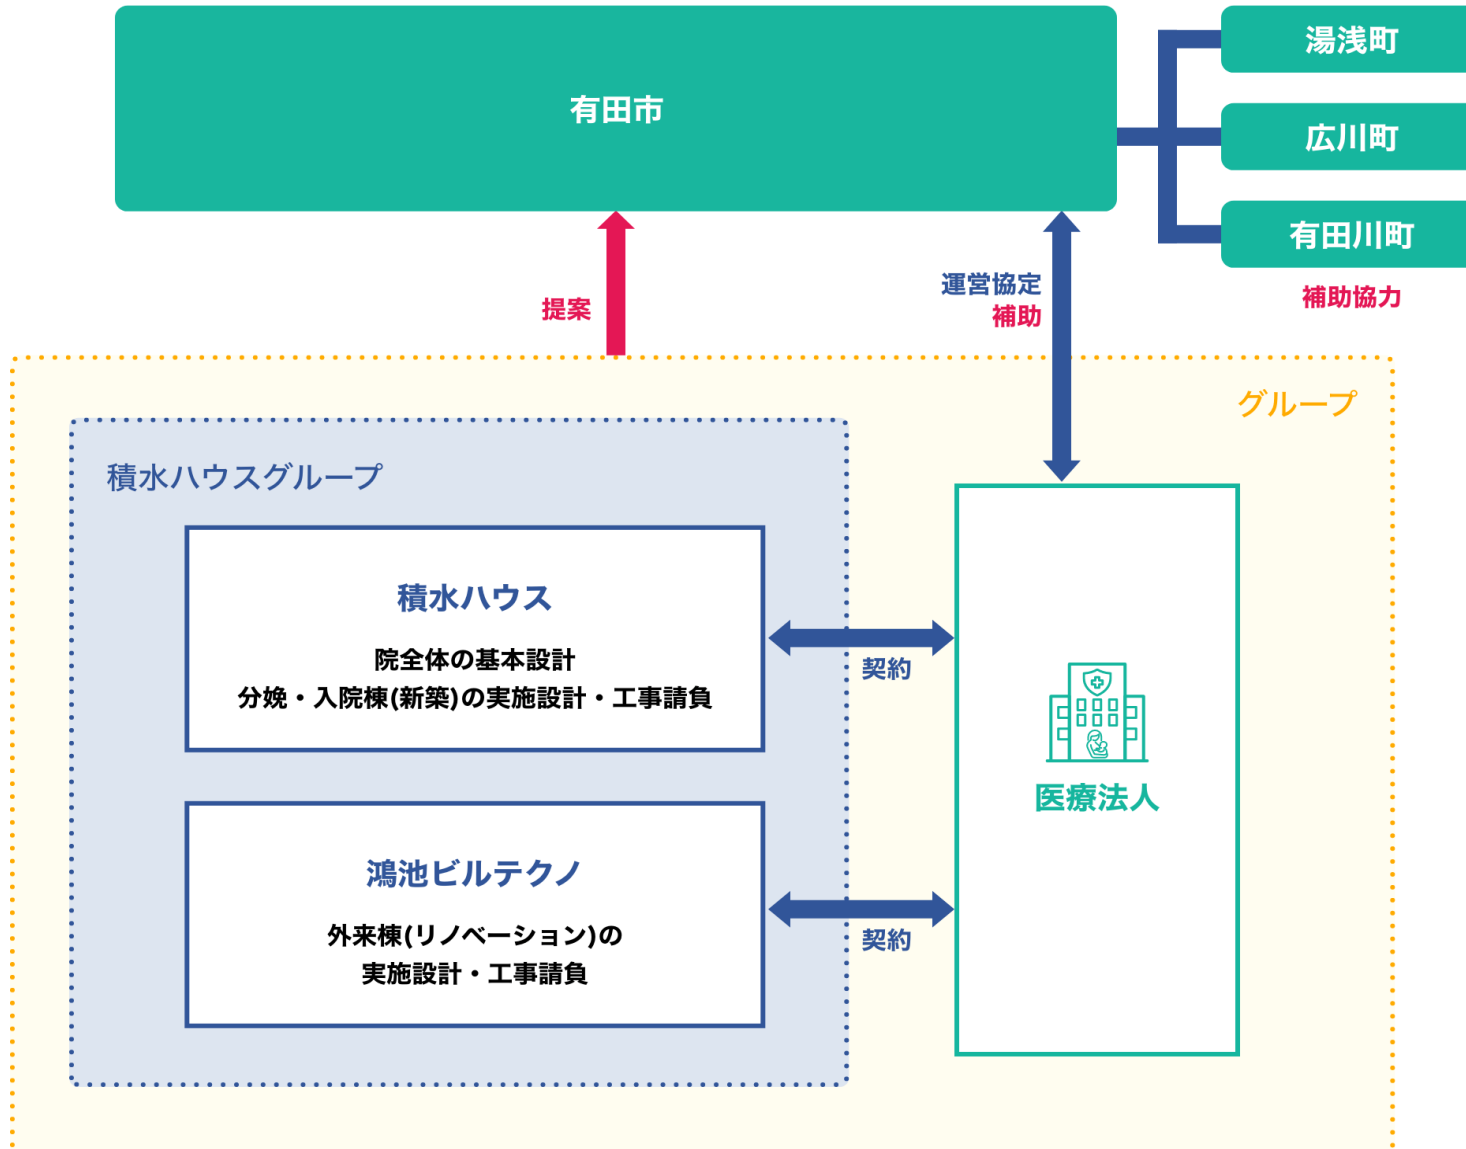 有田市
湯浅町
広川町
有田川町
補助協力
提案
運営協定
補助
グループ
積水ハウスグループ
積水ハウス
院全体の基本設計
分娩・入院棟(新築)の実施設計・工事請負
契約
医療法人
鴻池ビルテクノ
外来棟(リノベーション)の
実施設計・工事請負
契約